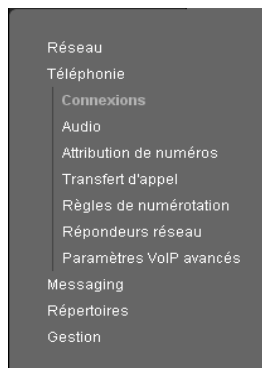 Réseau
Téléphonie
Connexions
Audio
Attribution de numéros
Transfert d'appel
Règles de numérotation
Répondeurs réseau
Paramètres VoIP avancés
Messaging
Répertoires
Gestion